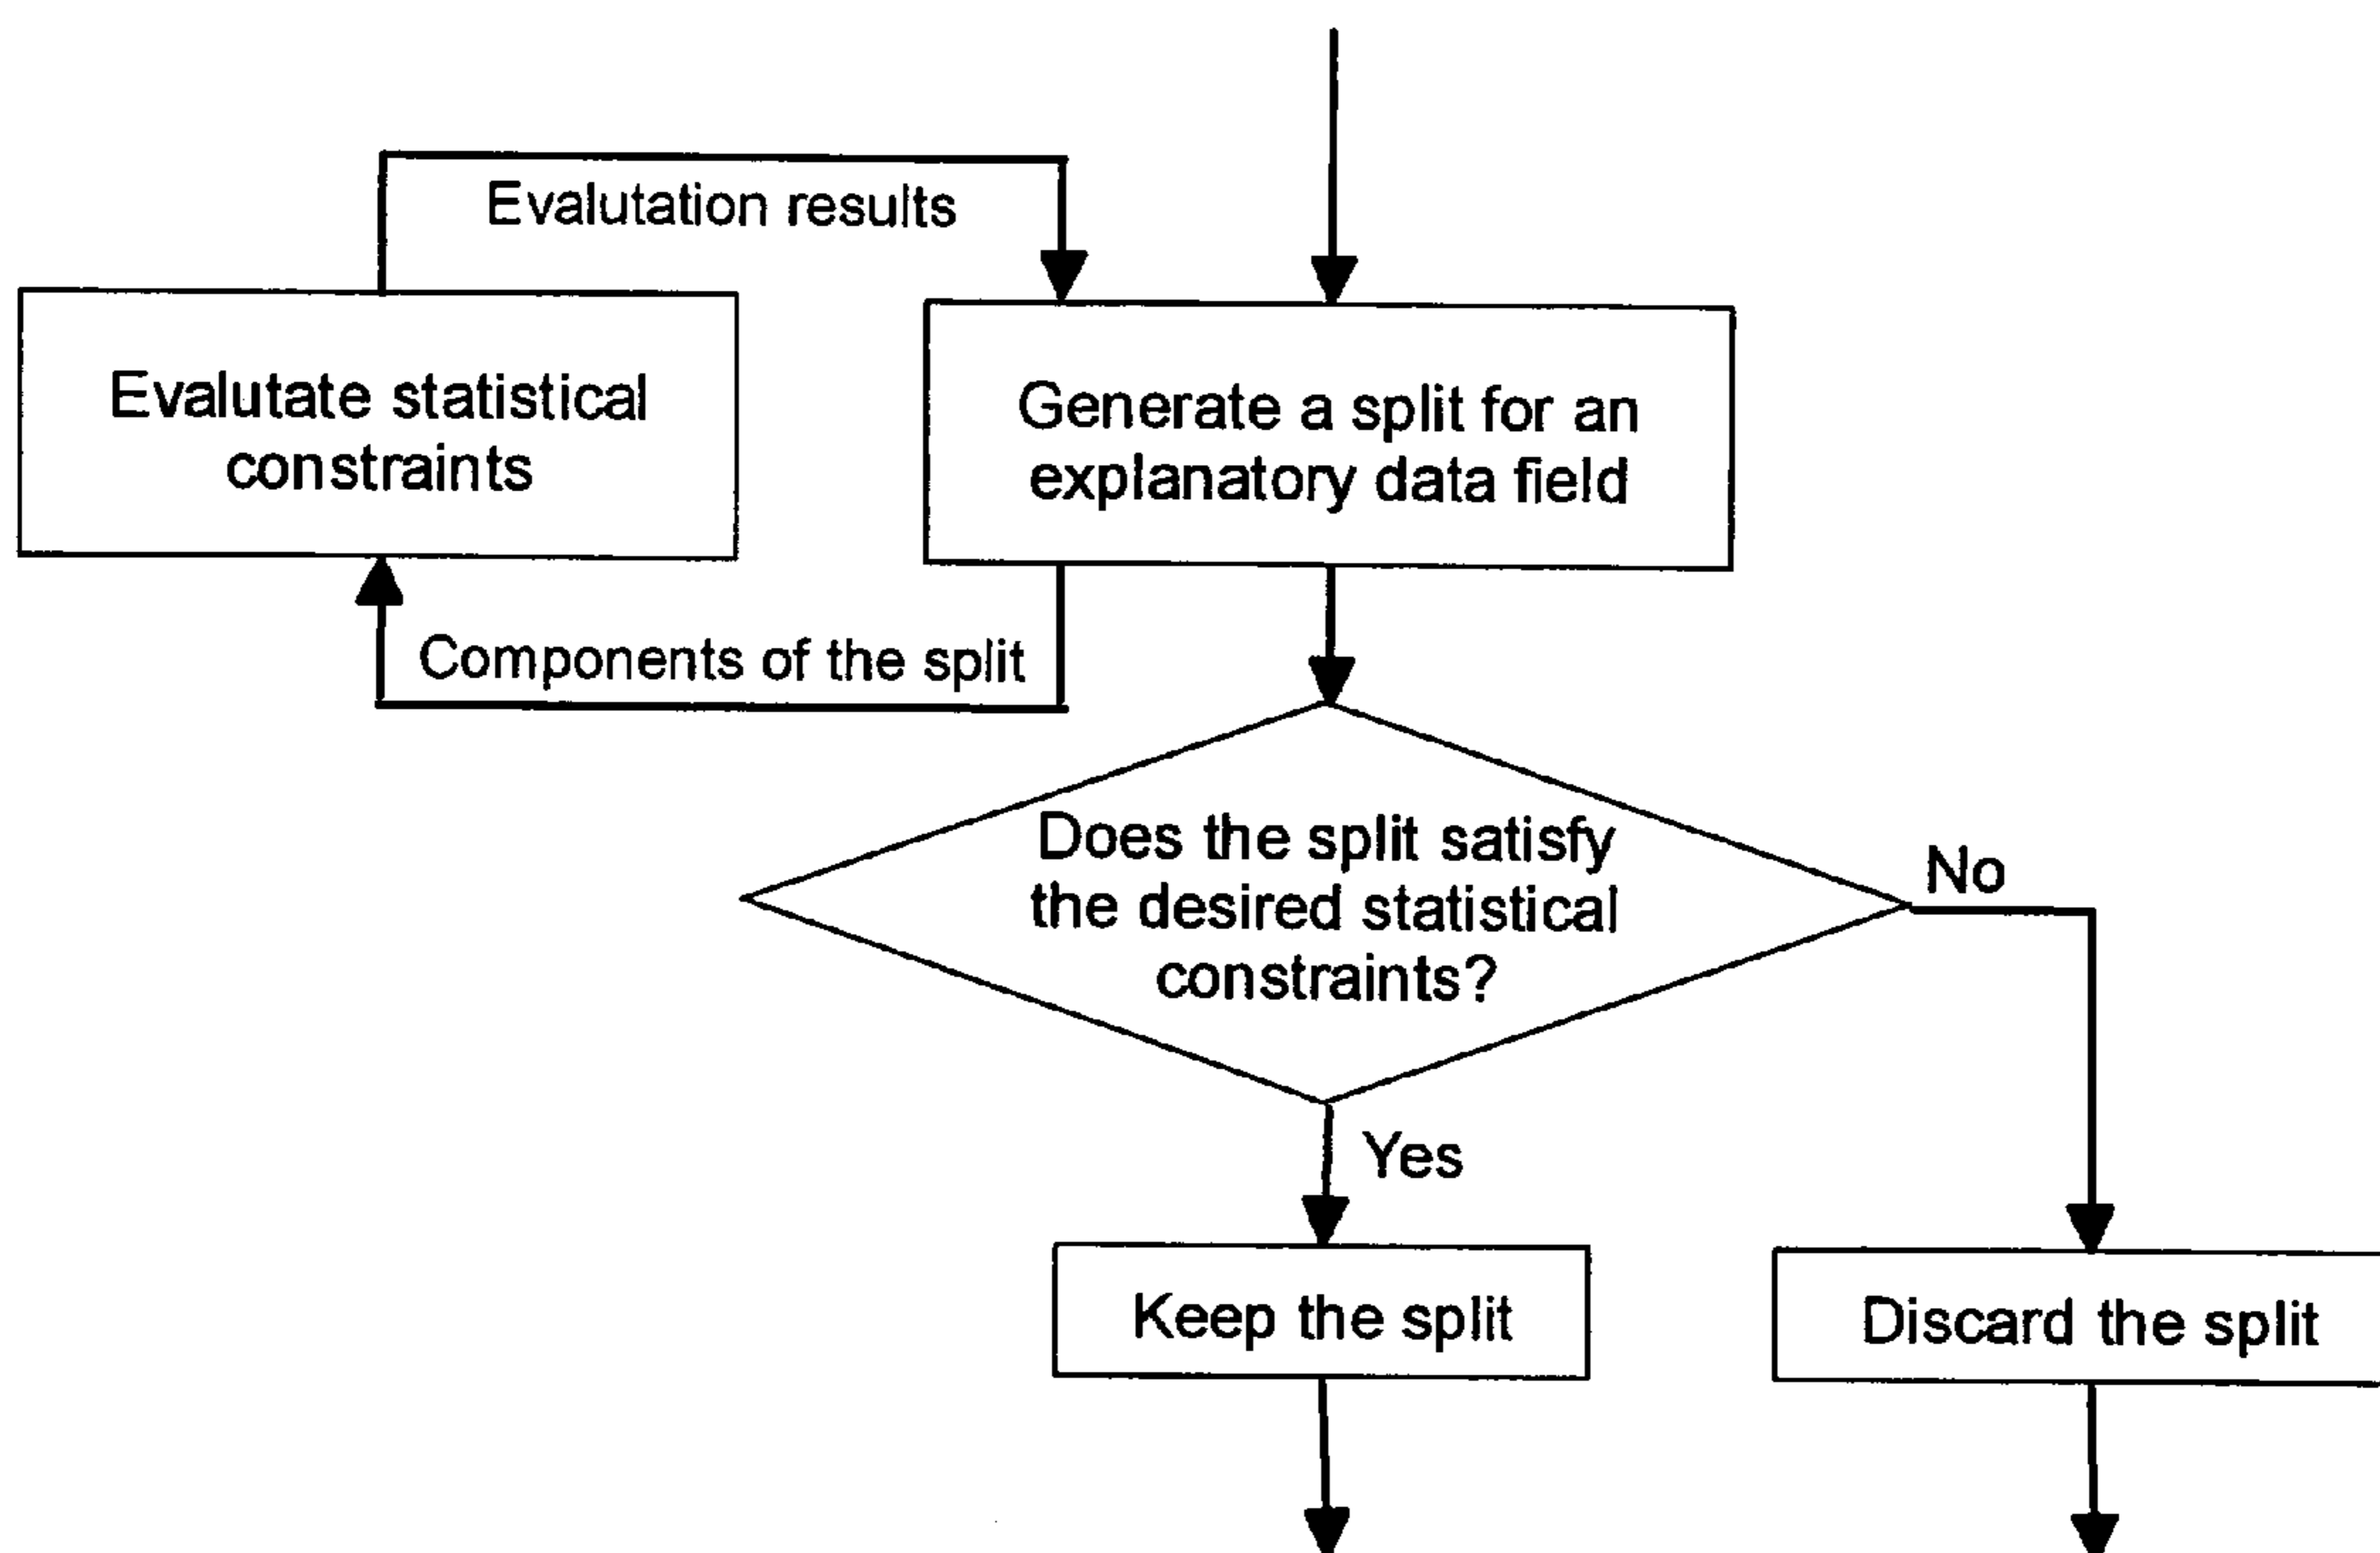 Evalutation results
Evalutate statistical
constraints
Generate a split for an
explanatory data field
Components of the split
Does the split satisfy
the desired statistical
constraints?
No
Yes
Keep the split
Discard the split